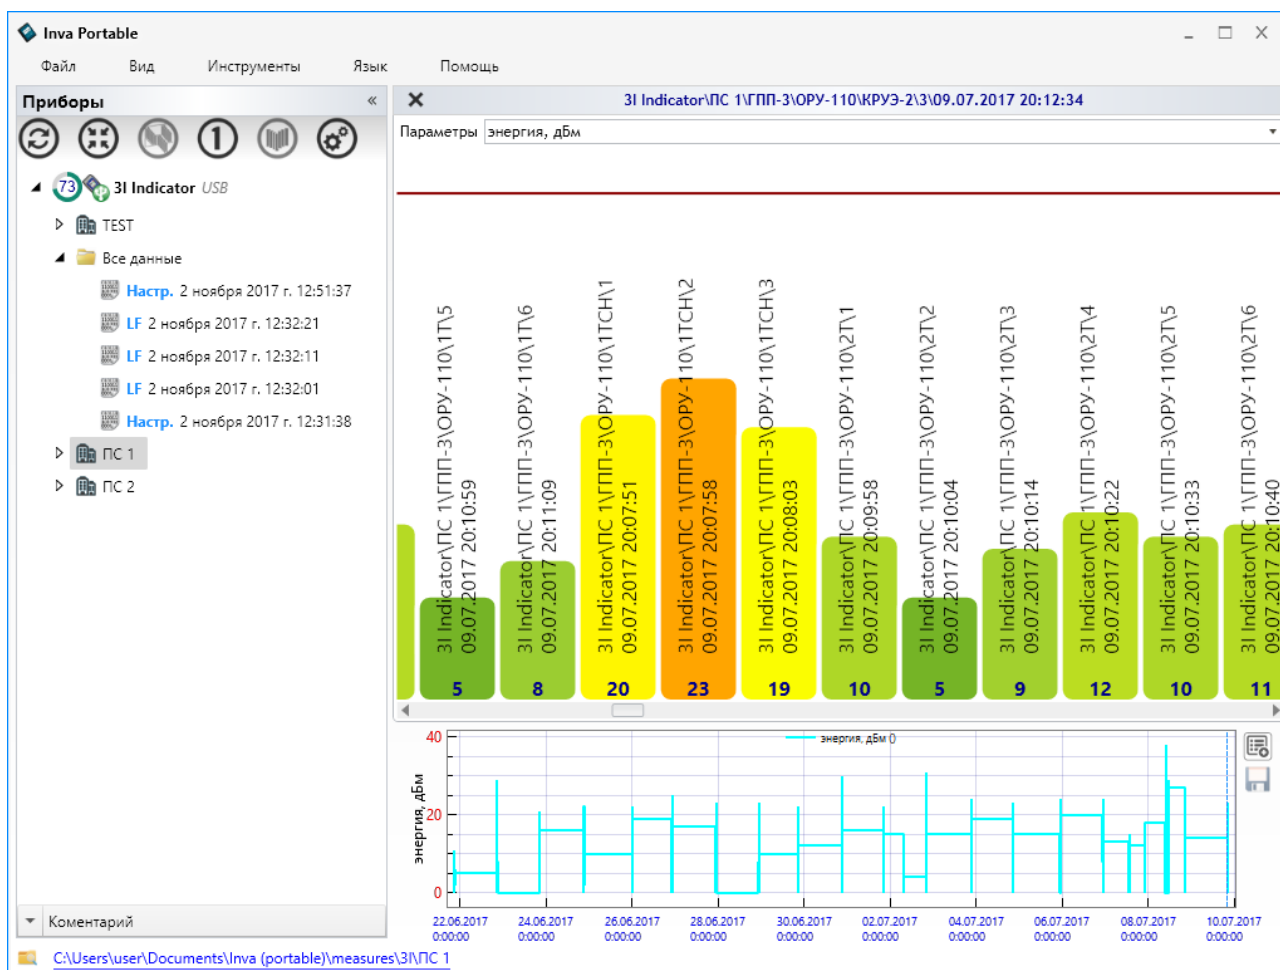 Inva Portable
Файл Вид Инструменты Язык Помощь
Приборы «
3I Indicator\ПС 1\ГПП-3\ОРУ-110\КРУЭ-2\3\09.07.2017 20:12:34
Параметры энергия, дБм
1
73 3I Indicator USB
TEST
Все данные
Настр. 2 ноября 2017 г. 12:51:37
LF 2 ноября 2017 г. 12:32:21
LF 2 ноября 2017 г. 12:32:11
LF 2 ноября 2017 г. 12:32:01
Настр. 2 ноября 2017 г. 12:31:38
ПС 1
ПС 2
3I Indicator\ПС 1\ГПП-3\ОРУ-110\1Т\5
09.07.2017 20:10:59
5
3I Indicator\ПС 1\ГПП-3\ОРУ-110\1Т\6
09.07.2017 20:11:09
8
3I Indicator\ПС 1\ГПП-3\ОРУ-110\1ТСН\1
09.07.2017 20:07:51
20
3I Indicator\ПС 1\ГПП-3\ОРУ-110\1ТСН\2
09.07.2017 20:07:58
23
3I Indicator\ПС 1\ГПП-3\ОРУ-110\1ТСН\3
09.07.2017 20:08:03
19
3I Indicator\ПС 1\ГПП-3\ОРУ-110\2Т\1
09.07.2017 20:09:58
10
3I Indicator\ПС 1\ГПП-3\ОРУ-110\2Т\2
09.07.2017 20:10:04
5
3I Indicator\ПС 1\ГПП-3\ОРУ-110\2Т\3
09.07.2017 20:10:14
9
3I Indicator\ПС 1\ГПП-3\ОРУ-110\2Т\4
09.07.2017 20:10:22
12
3I Indicator\ПС 1\ГПП-3\ОРУ-110\2Т\5
09.07.2017 20:10:33
10
3I Indicator\ПС 1\ГПП-3\ОРУ-110\2Т\6
09.07.2017 20:10:40
11
энергия, дБм ()
энергия, дБм
40
20
0
22.06.2017 24.06.2017 26.06.2017 28.06.2017 30.06.2017 02.07.2017 04.07.2017 06.07.2017 08.07.2017 10.07.2017
0:00:00 0:00:00 0:00:00 0:00:00 0:00:00 0:00:00 0:00:00 0:00:00 0:00:00 0:00:00
Коментарий
C:\Users\user\Documents\Inva (portable)\measures\3I\ПС 1